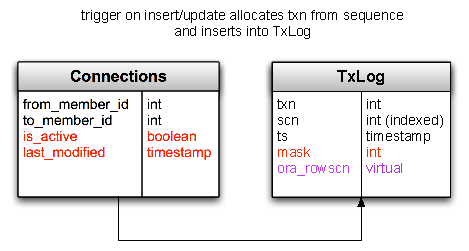 trigger on insert/update allocates txn from sequence
and inserts into TxLog
Connections
from_member_id int
to_member_id int
is_active boolean
last_modified timestamp
TxLog
txn int
scn int (indexed)
ts timestamp
mask int
ora_rowscn virtual